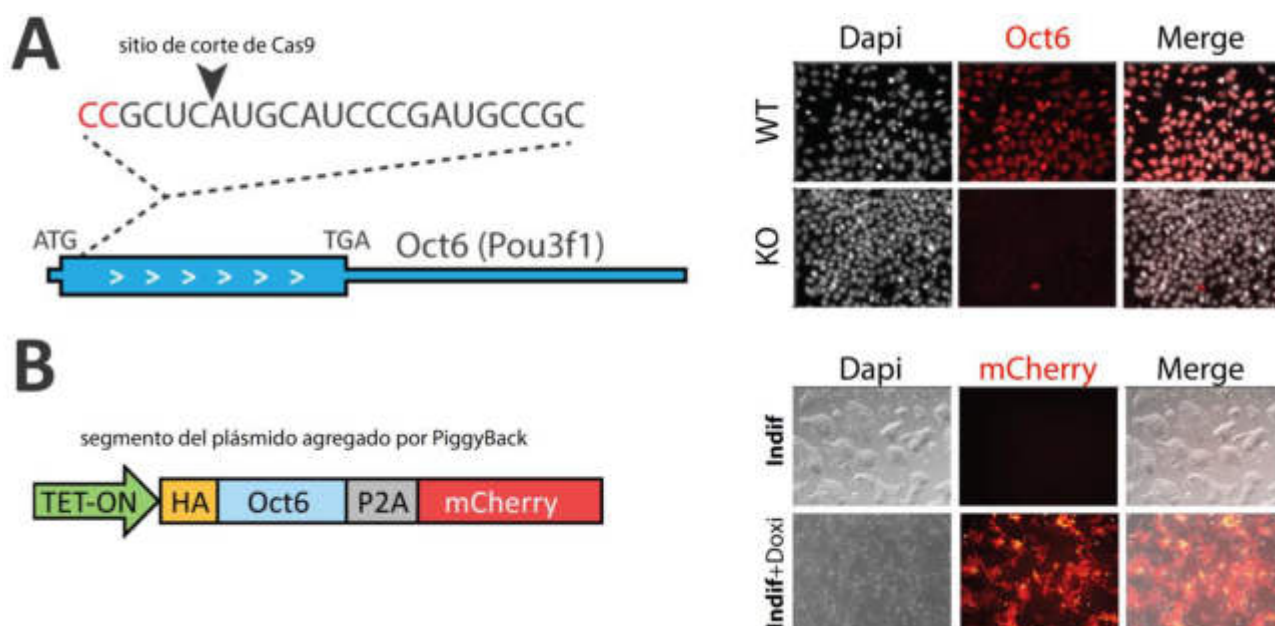 A
sitio de corte de Cas9
CCGCUCAUGCAUCCCGAUGCCGC
ATG
TGA
Oct6 (Pou3f1)
> > > > > >
Dapi
Oct6
Merge
WT
KO
B
segmento del plásmido agregado por PiggyBack
TET-ON
HA
Oct6
P2A
mCherry
Dapi
mCherry
Merge
Indif
Indif+Doxi